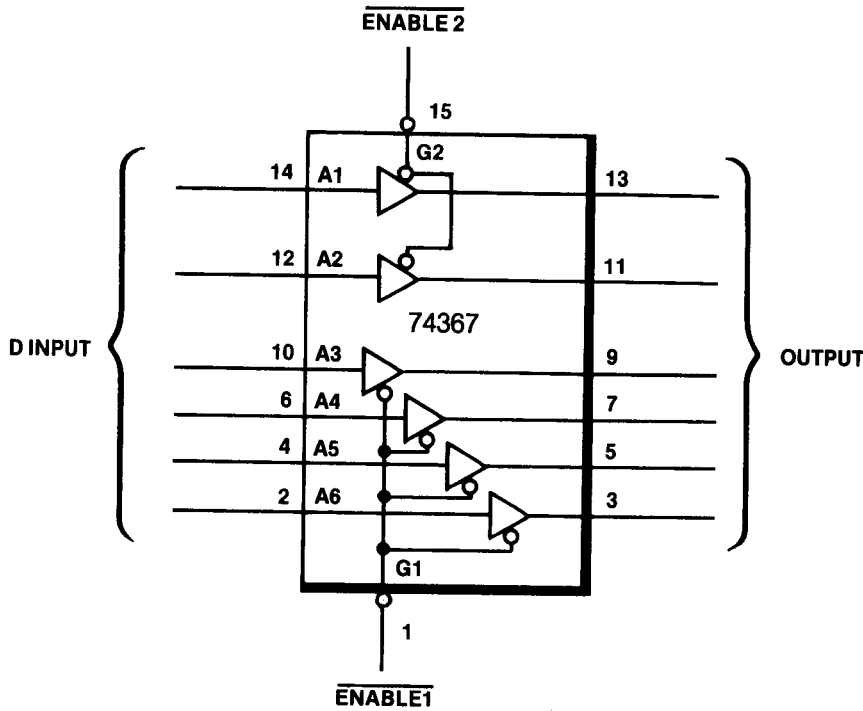 ENABLE 2
15
G2
14 A1 13
12 A2 11
74367
D INPUT
OUTPUT
10 A3 9
6 A4 7
4 A5 5
2 A6 3
G1
1
ENABLE1